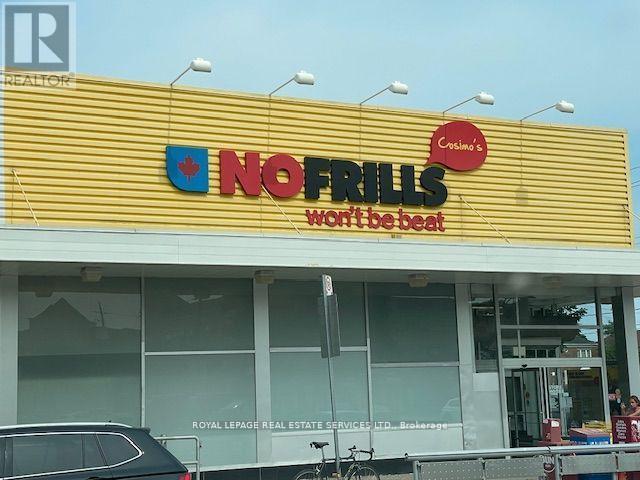 REALTOR
Cosimo's
NOFRILLS
won't be beat
ROYAL LEPAGE REAL ESTATE SERVICES LTD., Brokerage